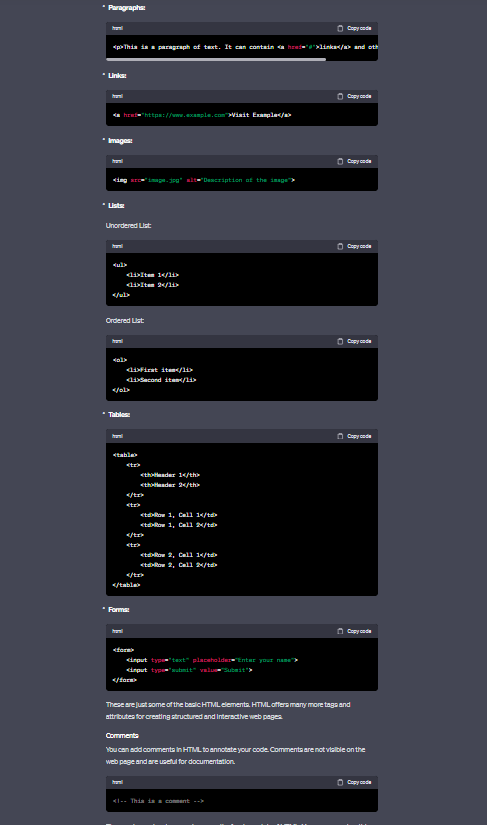 Paragraphs:
html Copy code
<p>This is a paragraph of text. It can contain <a href="#">links</a> and oth
Links:
html Copy code
<a href="https://www.example.com">Visit Example</a>
Images:
html Copy code
<img src="image.jpg" alt="Description of the image">
Lists:
Unordered List:
html Copy code
<ul>
<li>Item 1</li>
<li>Item 2</li>
</ul>
Ordered List:
html Copy code
<ol>
<li>First item</li>
<li>Second item</li>
</ol>
Tables:
html Copy code
<table>
<tr>
<th>Header 1</th>
<th>Header 2</th>
</tr>
<tr>
<td>Row 1, Cell 1</td>
<td>Row 1, Cell 2</td>
</tr>
<tr>
<td>Row 2, Cell 1</td>
<td>Row 2, Cell 2</td>
</tr>
</table>
Forms:
html Copy code
<form>
<input type="text" placeholder="Enter your name">
<input type="submit" value="Submit">
</form>
These are just some of the basic HTML elements. HTML offers many more tags and
attributes for creating structured and interactive web pages.
Comments
You can add comments in HTML to annotate your code. Comments are not visible on the
web page and are useful for documentation.
html Copy code
<!-- This is a comment -->